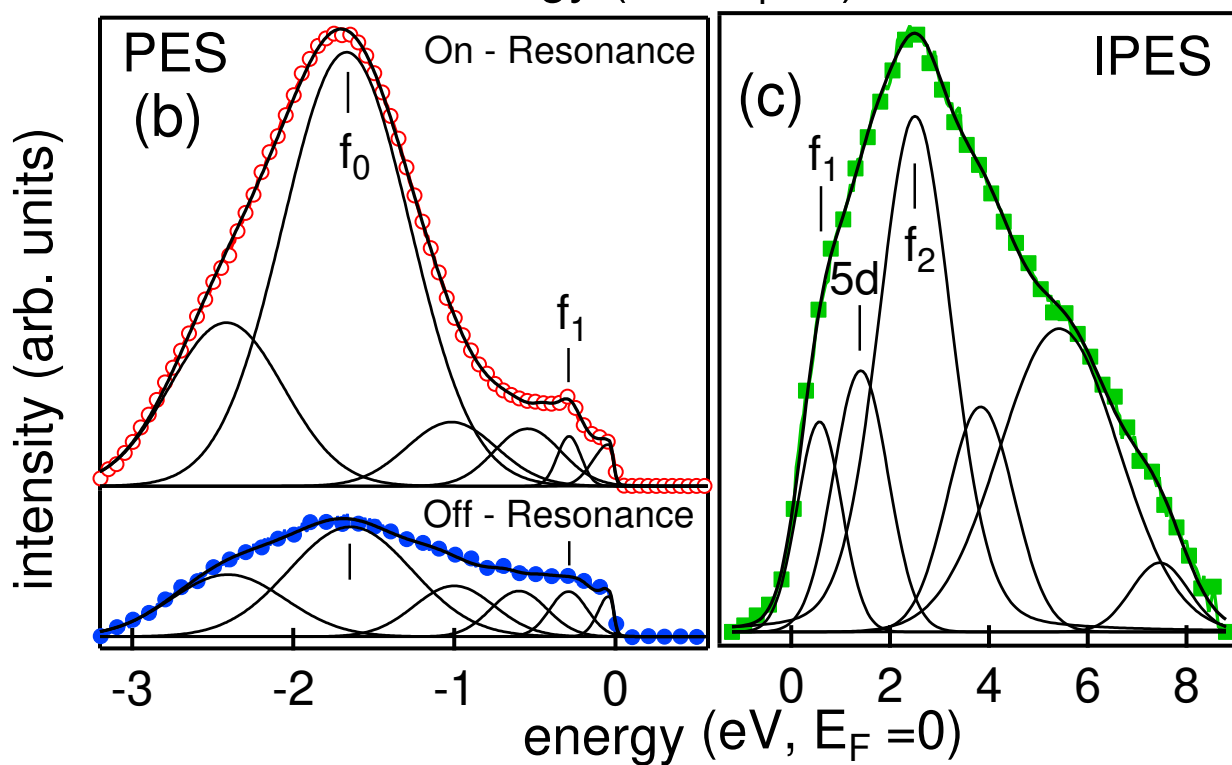 PES
On - Resonance
(b)
f0
f1
Off - Resonance
IPES
(c)
f1
5d
f2
intensity (arb. units)
-3 -2 -1 0
0 2 4 6 8
energy (eV, EF =0)